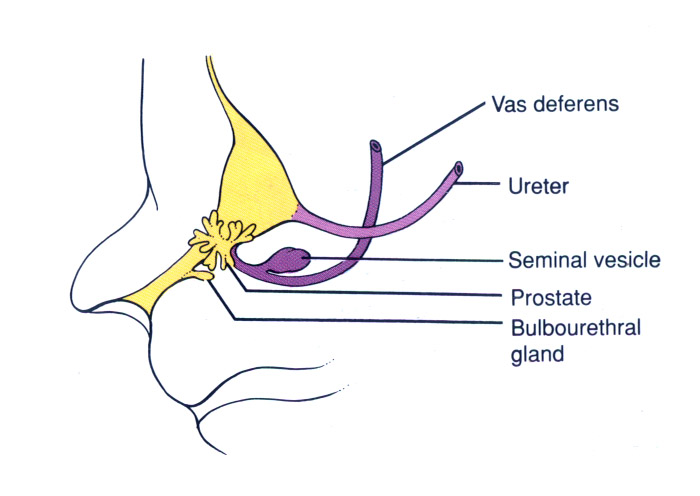 Vas deferens
Ureter
Seminal vesicle
Prostate
Bulbourethral
gland